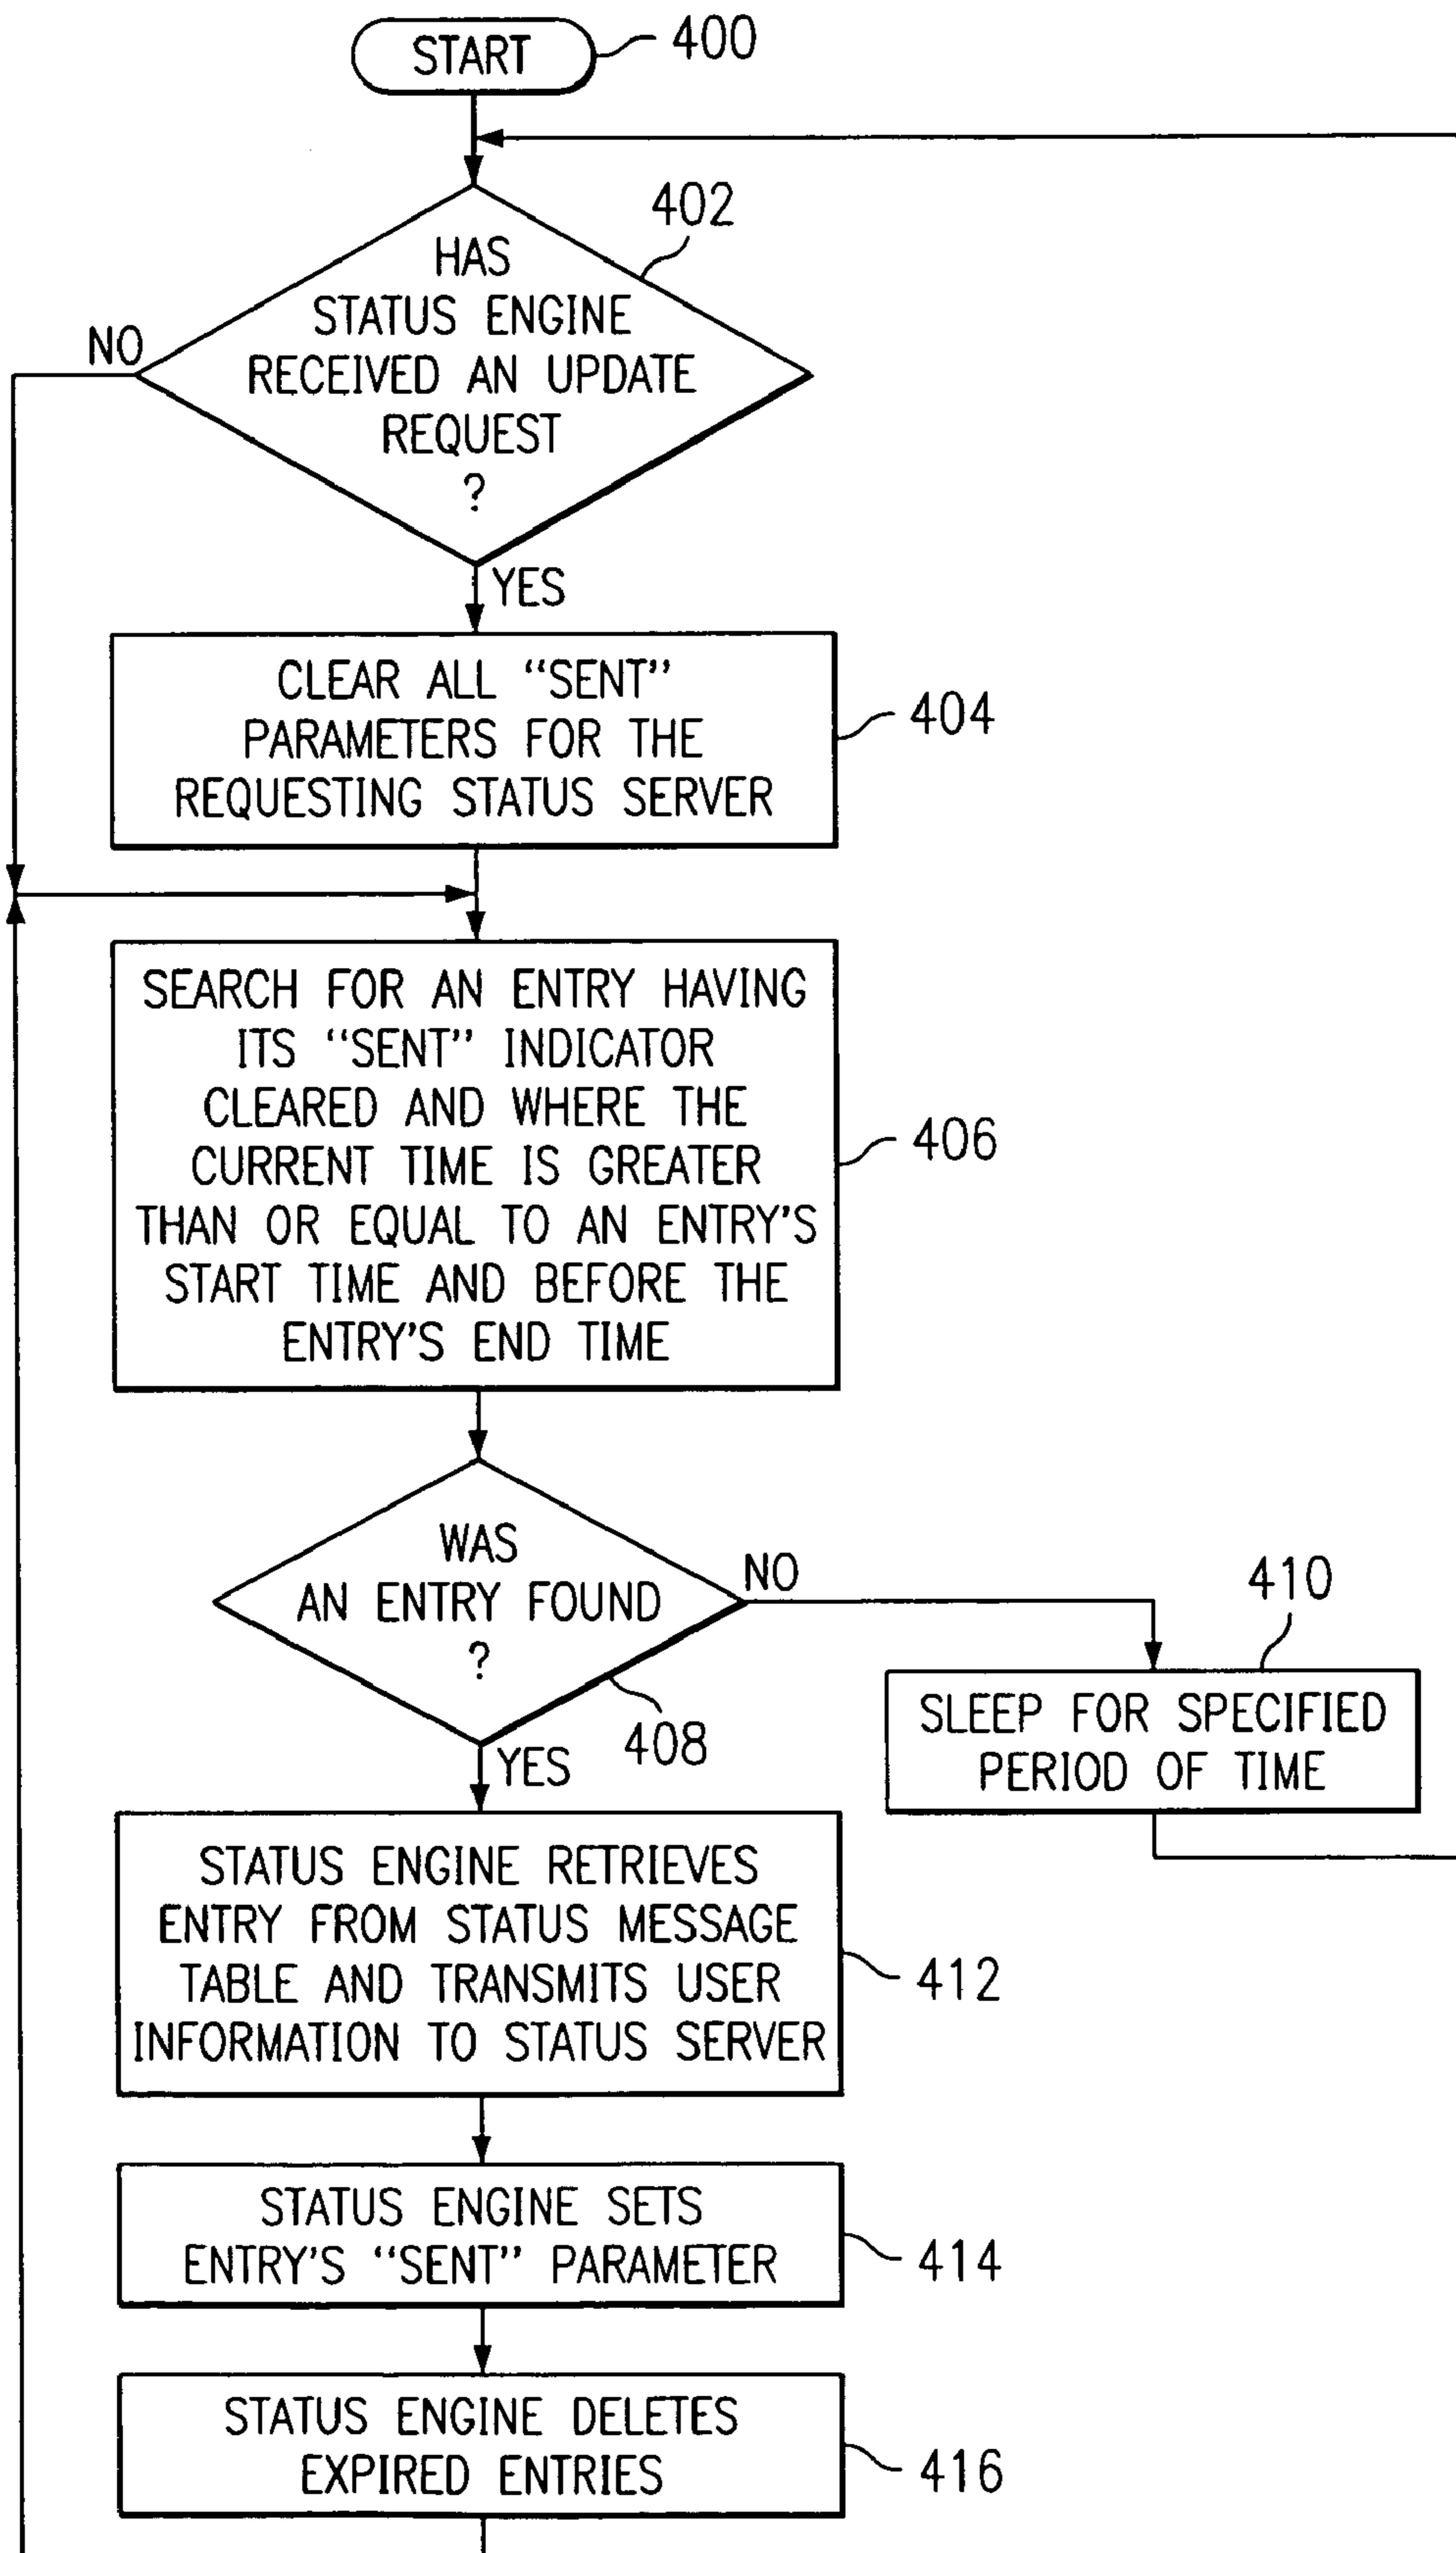 START
400
402
HAS
STATUS ENGINE
RECEIVED AN UPDATE
REQUEST
?
NO
YES
CLEAR ALL “SENT”
PARAMETERS FOR THE
REQUESTING STATUS SERVER
404
SEARCH FOR AN ENTRY HAVING
ITS “SENT” INDICATOR
CLEARED AND WHERE THE
CURRENT TIME IS GREATER
THAN OR EQUAL TO AN ENTRY'S
START TIME AND BEFORE THE
ENTRY'S END TIME
406
WAS
AN ENTRY FOUND
?
NO
408
YES
410
SLEEP FOR SPECIFIED
PERIOD OF TIME
STATUS ENGINE RETRIEVES
ENTRY FROM STATUS MESSAGE
TABLE AND TRANSMITS USER
INFORMATION TO STATUS SERVER
412
STATUS ENGINE SETS
ENTRY'S “SENT” PARAMETER
414
STATUS ENGINE DELETES
EXPIRED ENTRIES
416